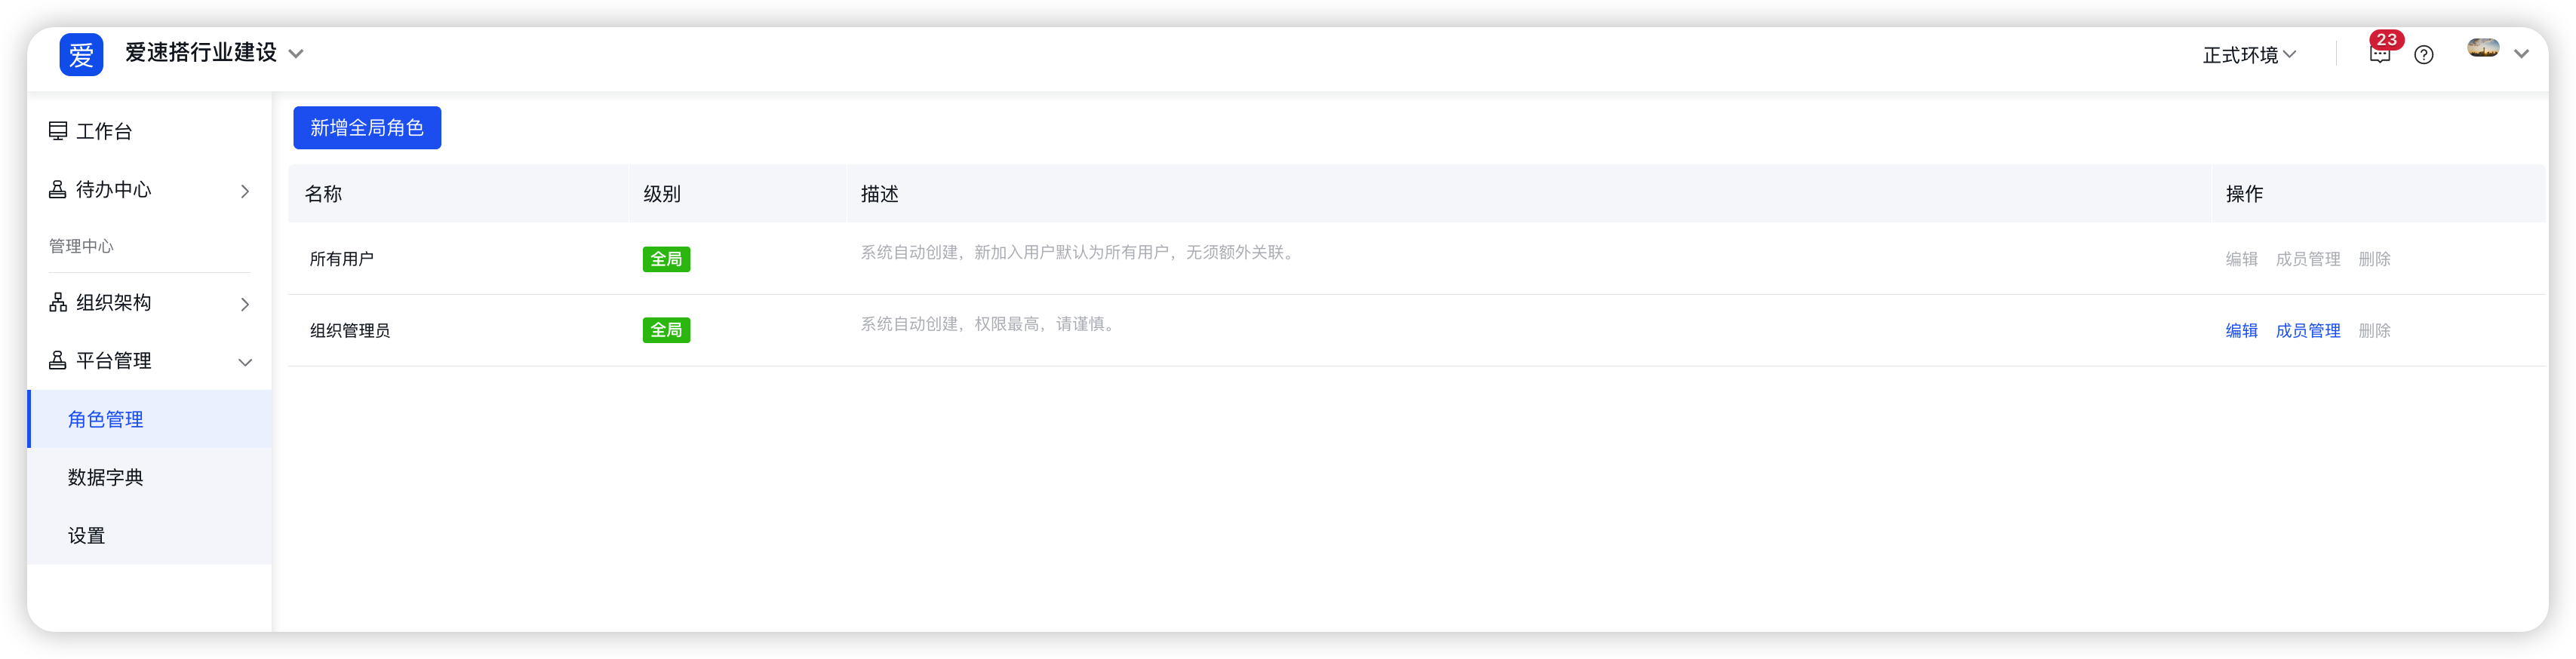 爱 爱速搭行业建设
正式环境
23
工作台
待办中心
管理中心
组织架构
平台管理
角色管理
数据字典
设置
新增全局角色
名称 级别 描述 操作
所有用户 全局 系统自动创建，新加入用户默认为所有用户，无须额外关联。 编辑 成员管理 删除
组织管理员 全局 系统自动创建，权限最高，请谨慎。 编辑 成员管理 删除